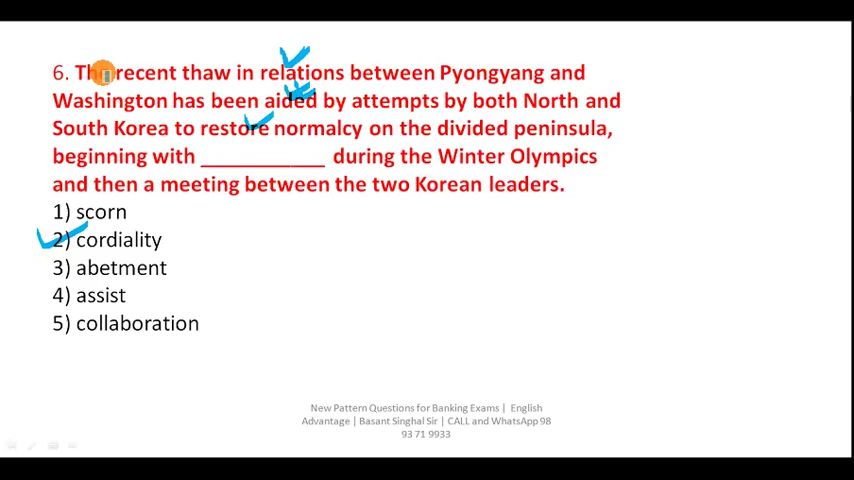 6. The recent thaw in relations between Pyongyang and
Washington has been aided by attempts by both North and
South Korea to restore normalcy on the divided peninsula,
beginning with ____________ during the Winter Olympics
and then a meeting between the two Korean leaders.
1) scorn
2) cordiality
3) abetment
4) assist
5) collaboration
New Pattern Questions for Banking Exams | English
Advantage | Basant Singhal Sir | CALL and WhatsApp 98
93 71 9933